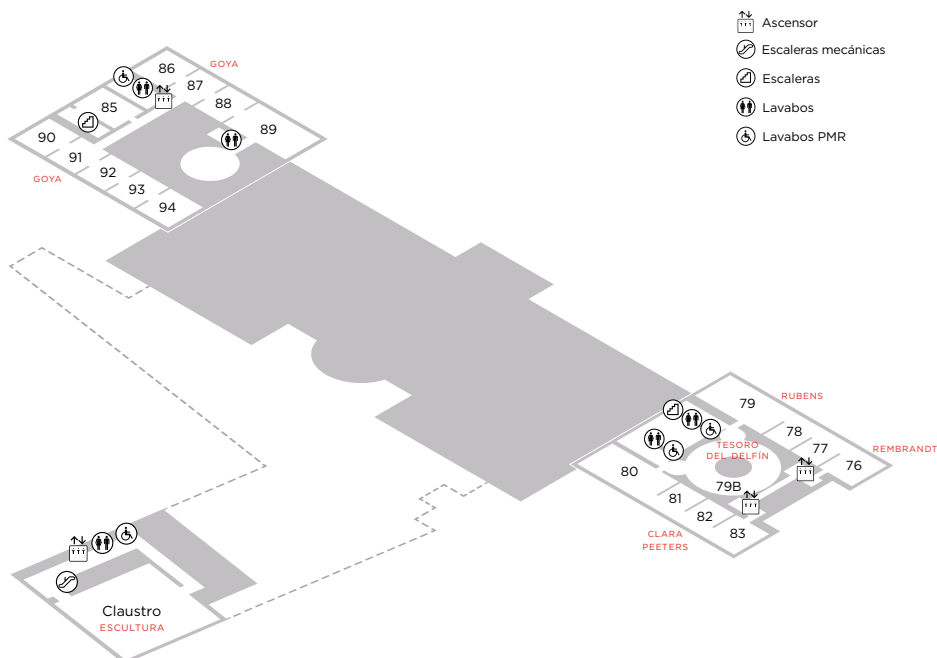 Ascensor
Escaleras mecánicas
Escaleras
Lavabos
Lavabos PMR
GOYA
86
87
88
89
85
90
91
92
93
94
GOYA
RUBENS
79
78
77
76
REMBRANDT
TESORO
DEL DELFÍN
79B
80
81
82
83
CLARA
PEETERS
Claustro
ESCULTURA